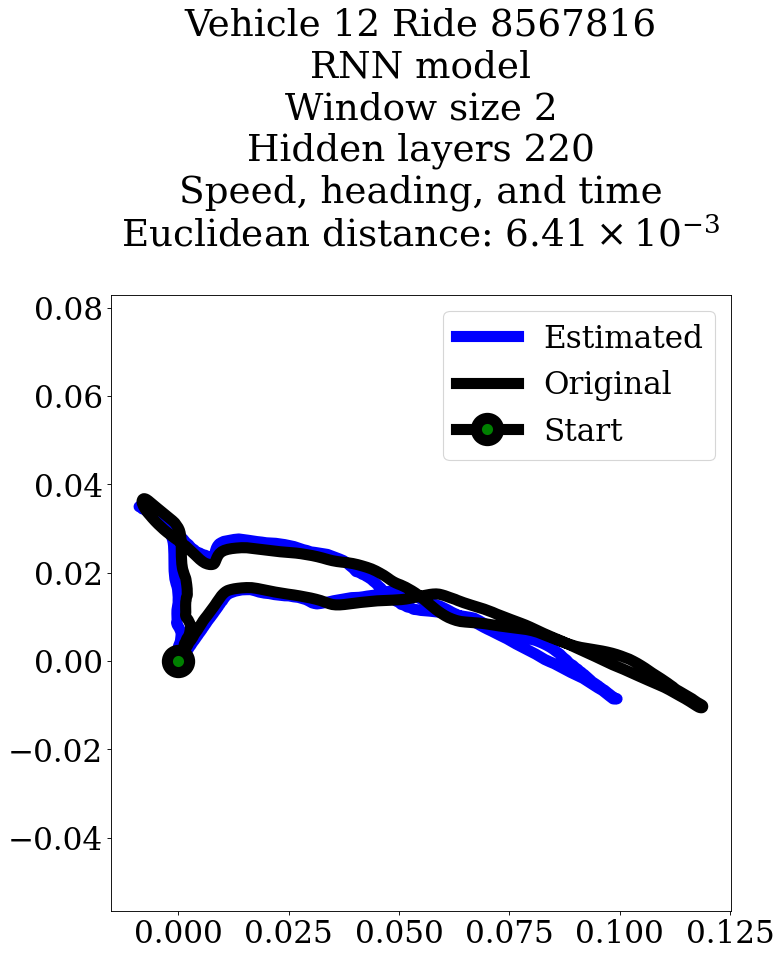 Vehicle 12 Ride 8567816
RNN model
Window size 2
Hidden layers 220
Speed, heading, and time
Euclidean distance: 6.41 × 10⁻³
0.08
0.06
0.04
0.02
0.00
−0.02
−0.04
Estimated
Original
Start
0.000 0.025 0.050 0.075 0.100 0.125